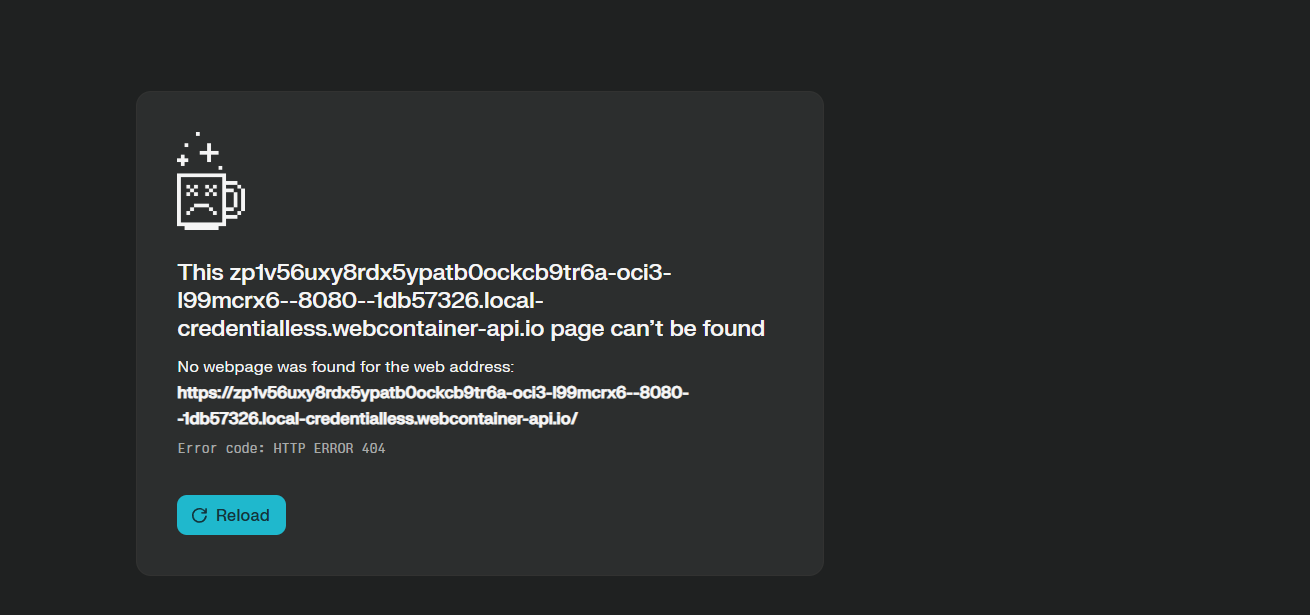 This zp1v56uxy8rdx5ypatb0ockcb9tr6a-oci3-
l99mcrx6--8080--1db57326.local-
credentialless.webcontainer-api.io page can’t be found
No webpage was found for the web address:
https://zp1v56uxy8rdx5ypatb0ockcb9tr6a-oci3-l99mcrx6--8080-
-1db57326.local-credentialless.webcontainer-api.io/
Error code: HTTP ERROR 404
Reload